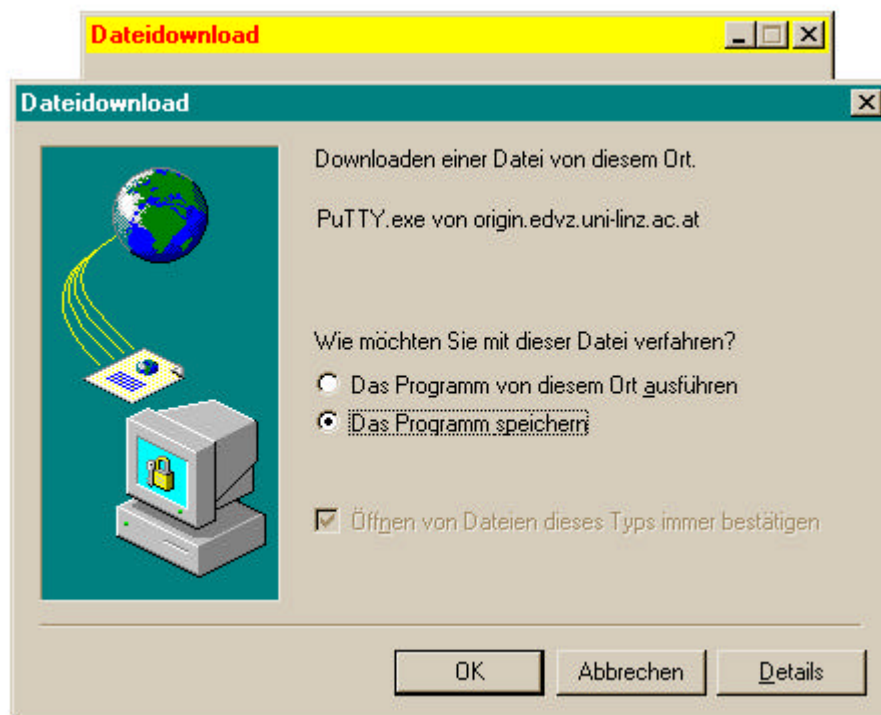 Dateidownload
Dateidownload
Downloaden einer Datei von diesem Ort.
PuTTY.exe von origin.edvz.uni-linz.ac.at
Wie möchten Sie mit dieser Datei verfahren?
Das Programm von diesem Ort ausführen
Das Programm speichern
Öffnen von Dateien dieses Typs immer bestätigen
OK Abbrechen Details